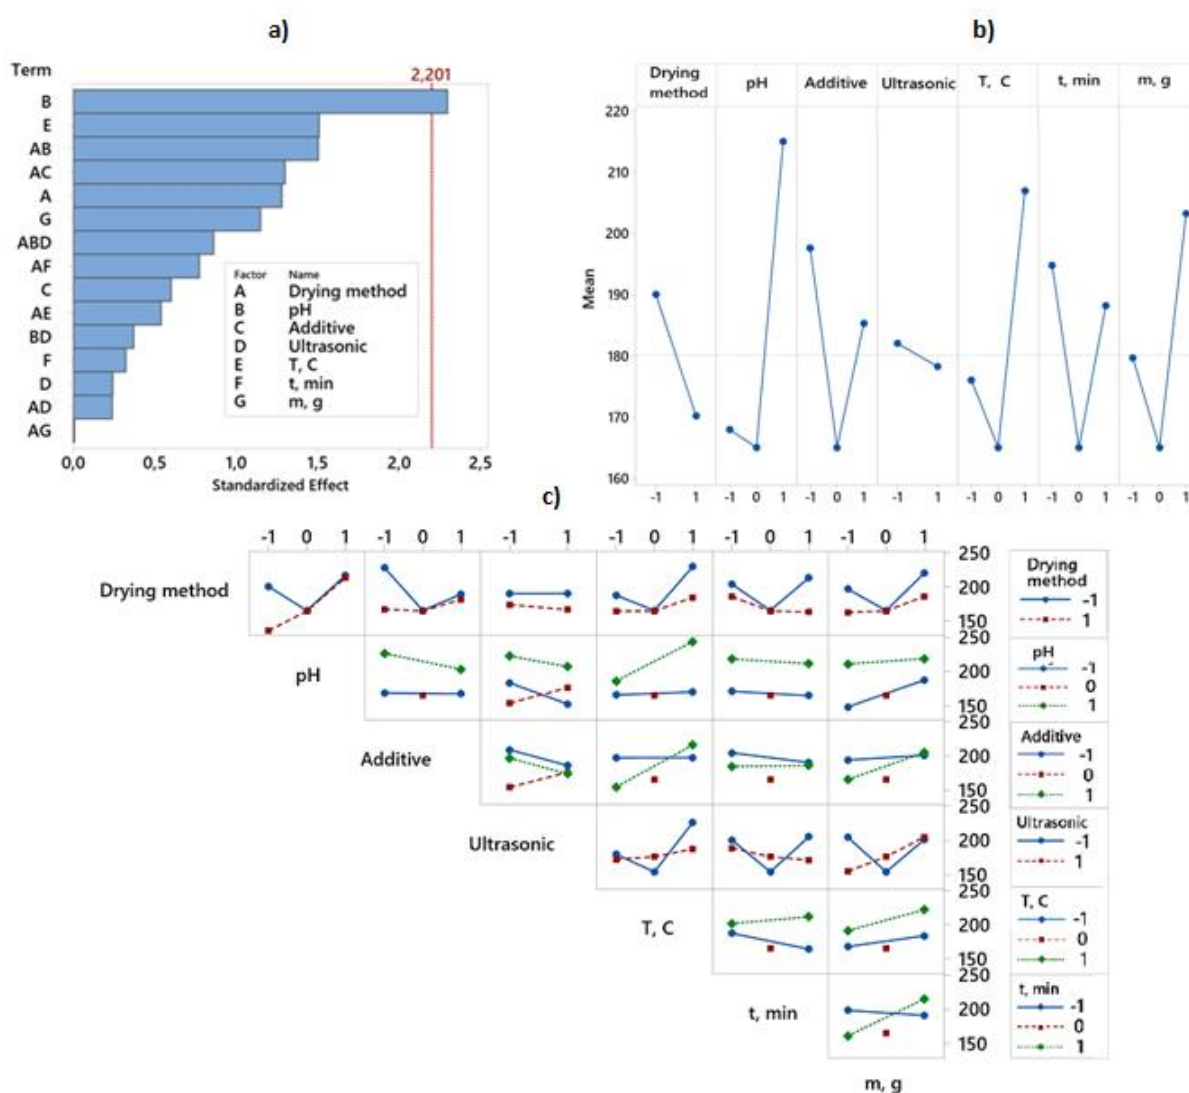 a)
Term
2,201
B
E
AB
AC
A
G
ABD
AF
C
AE
BD
F
D
AD
AG
Factor Name
A Drying method
B pH
C Additive
D Ultrasonic
E T, C
F t, min
G m, g
0,0 0,5 1,0 1,5 2,0 2,5
Standardized Effect
b)
Drying method pH Additive Ultrasonic T, C t, min m, g
220
210
200
190
180
170
160
Mean
-1 1 -1 0 1 -1 0 1 -1 1 -1 0 1 -1 0 1 -1 0 1
c)
-1 0 1 -1 0 1 -1 0 1 -1 0 1 -1 0 1 -1 0 1
Drying method
250
200
150
Drying
method
-1
1
pH
250
200
150
pH
-1
0
1
Additive
250
200
150
Additive
-1
0
1
Ultrasonic
250
200
150
Ultrasonic
-1
1
T, C
250
200
150
T, C
-1
0
1
t, min
250
200
150
t, min
-1
0
1
m, g